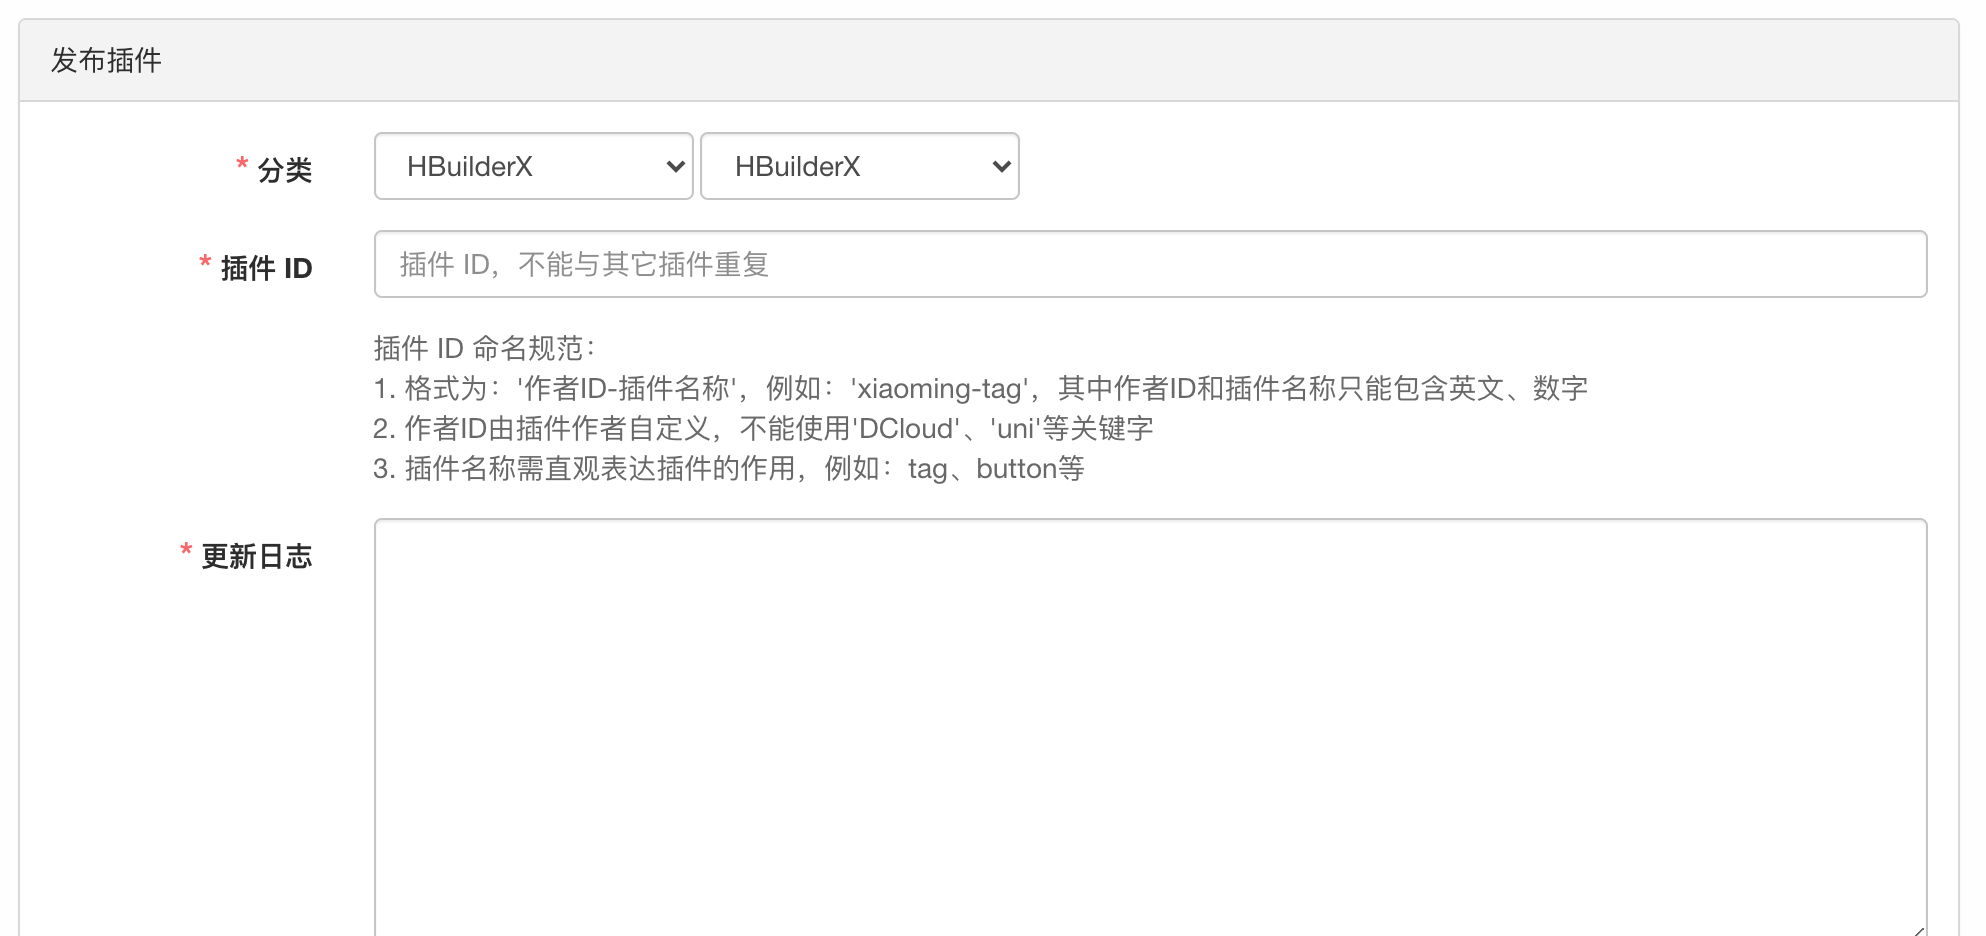 发布插件
* 分类 HBuilderX HBuilderX
* 插件 ID 插件 ID，不能与其它插件重复
插件 ID 命名规范：
1. 格式为：'作者ID-插件名称'，例如：'xiaoming-tag'，其中作者ID和插件名称只能包含英文、数字
2. 作者ID由插件作者自定义，不能使用'DCloud'、'uni'等关键字
3. 插件名称需直观表达插件的作用，例如：tag、button等
* 更新日志